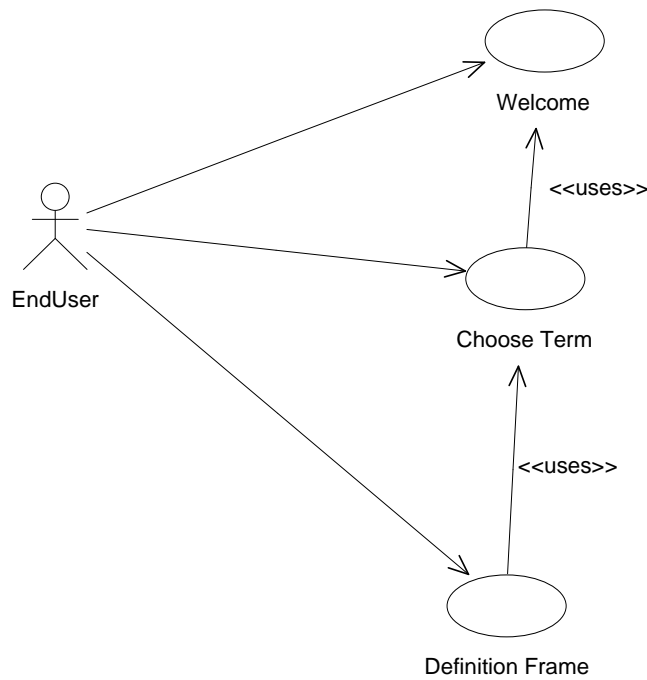 Welcome
<<uses>>
EndUser
Choose Term
<<uses>>
Definition Frame